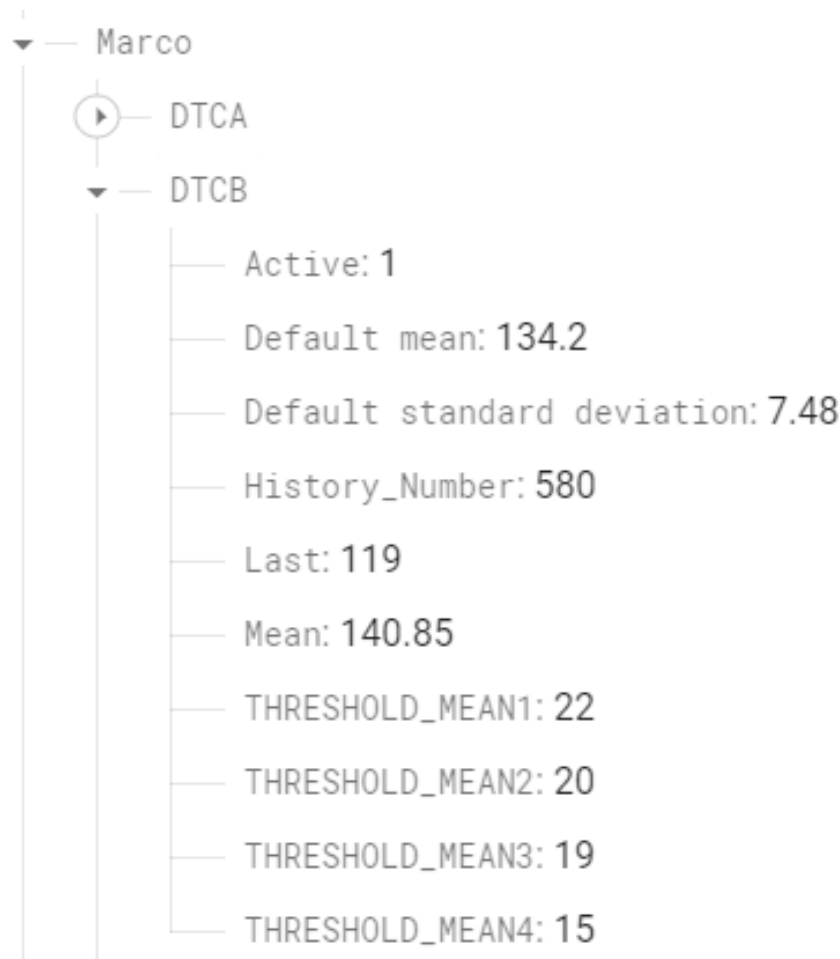 Marco
DTCA
DTCB
Active: 1
Default mean: 134.2
Default standard deviation: 7.48
History_Number: 580
Last: 119
Mean: 140.85
THRESHOLD_MEAN1: 22
THRESHOLD_MEAN2: 20
THRESHOLD_MEAN3: 19
THRESHOLD_MEAN4: 15